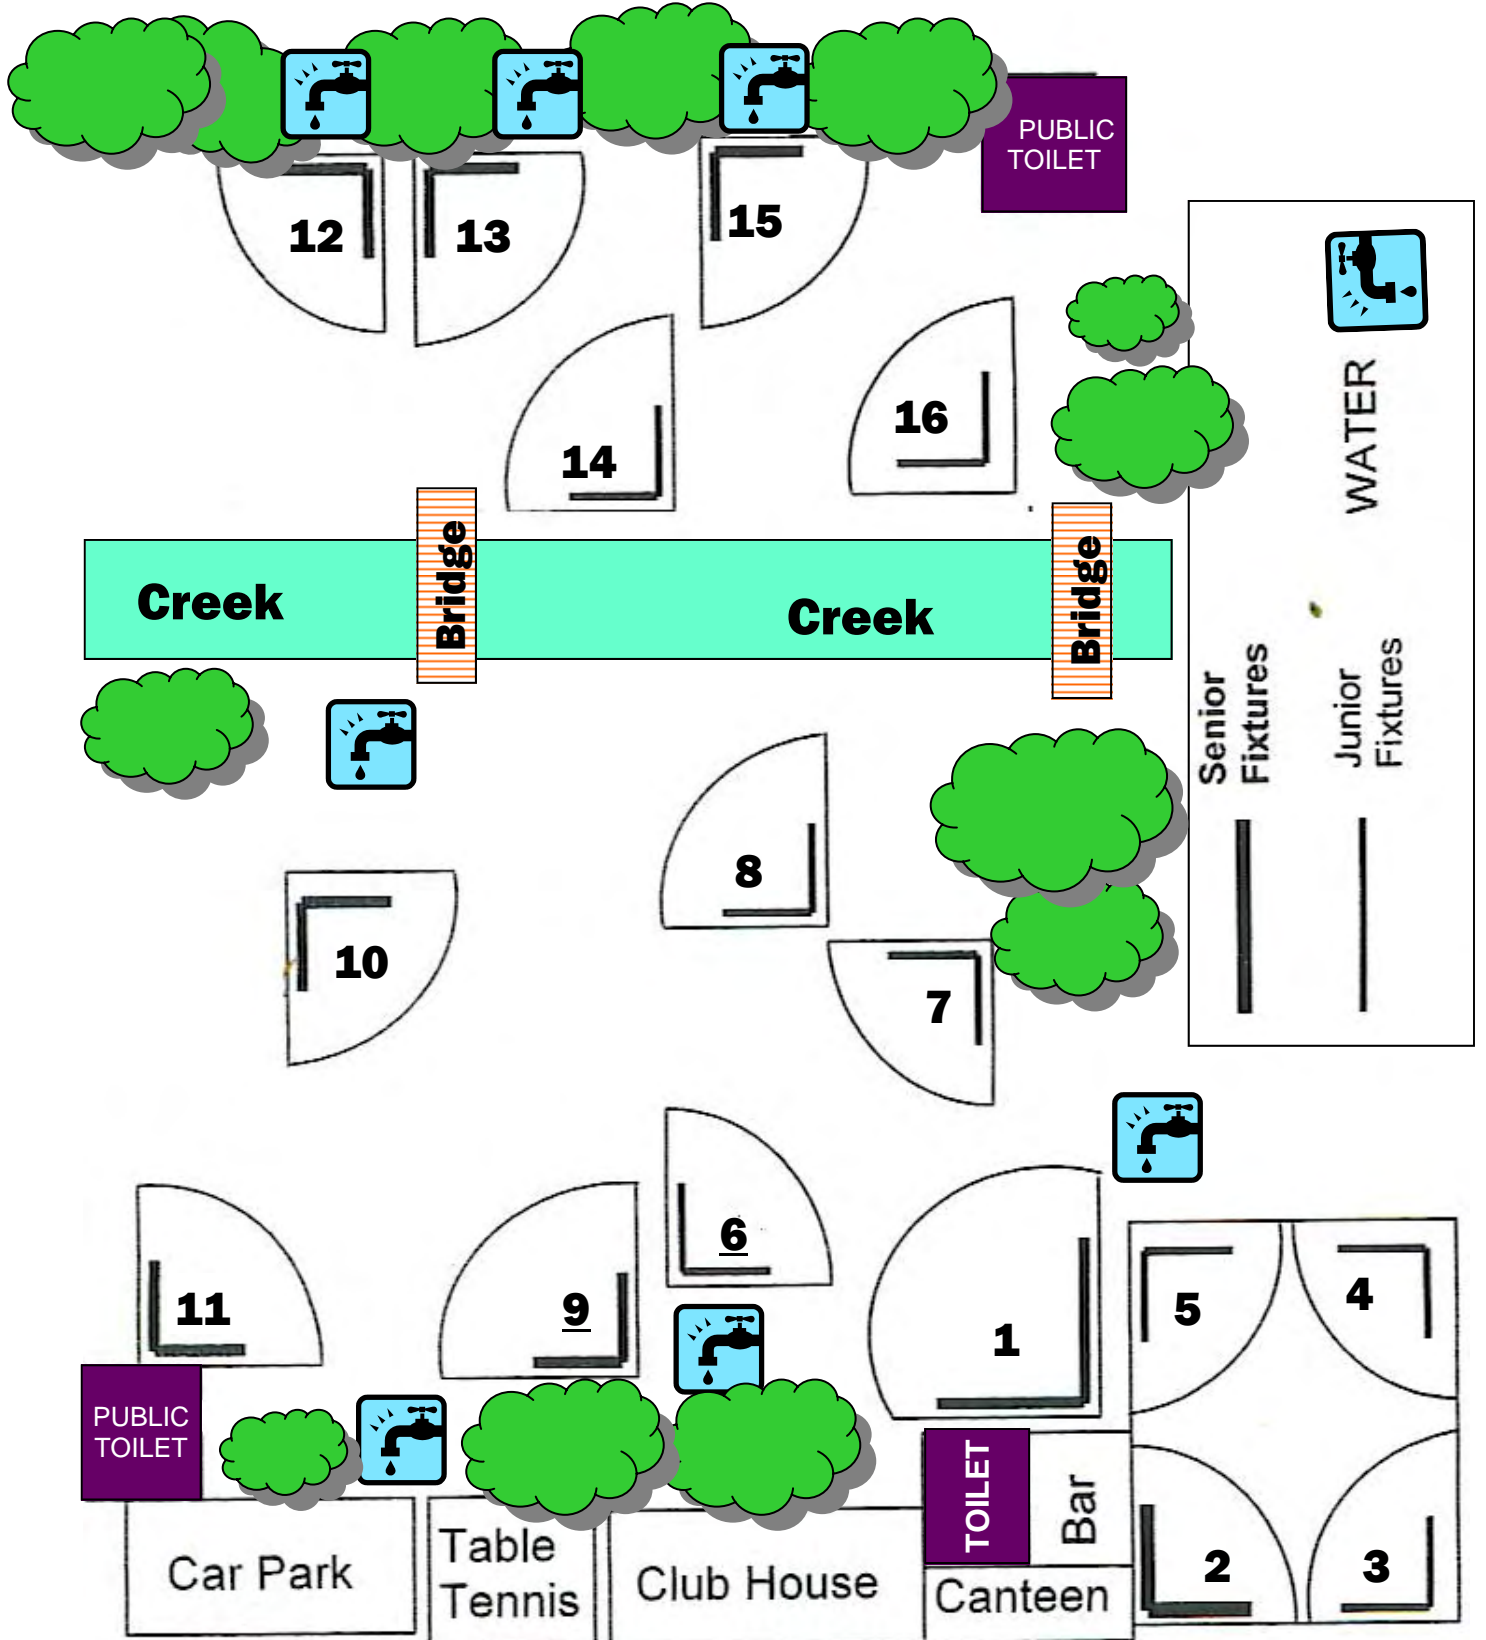 PUBLIC
TOILET
12
13
15
WATER
16
14
Creek
Bridge
Creek
Bridge
Senior
Fixtures
Junior
Fixtures
8
10
7
6
11
9
1
5
4
PUBLIC
TOILET
TOILET
Bar
2
3
Car Park
Table
Tennis
Club House
Canteen